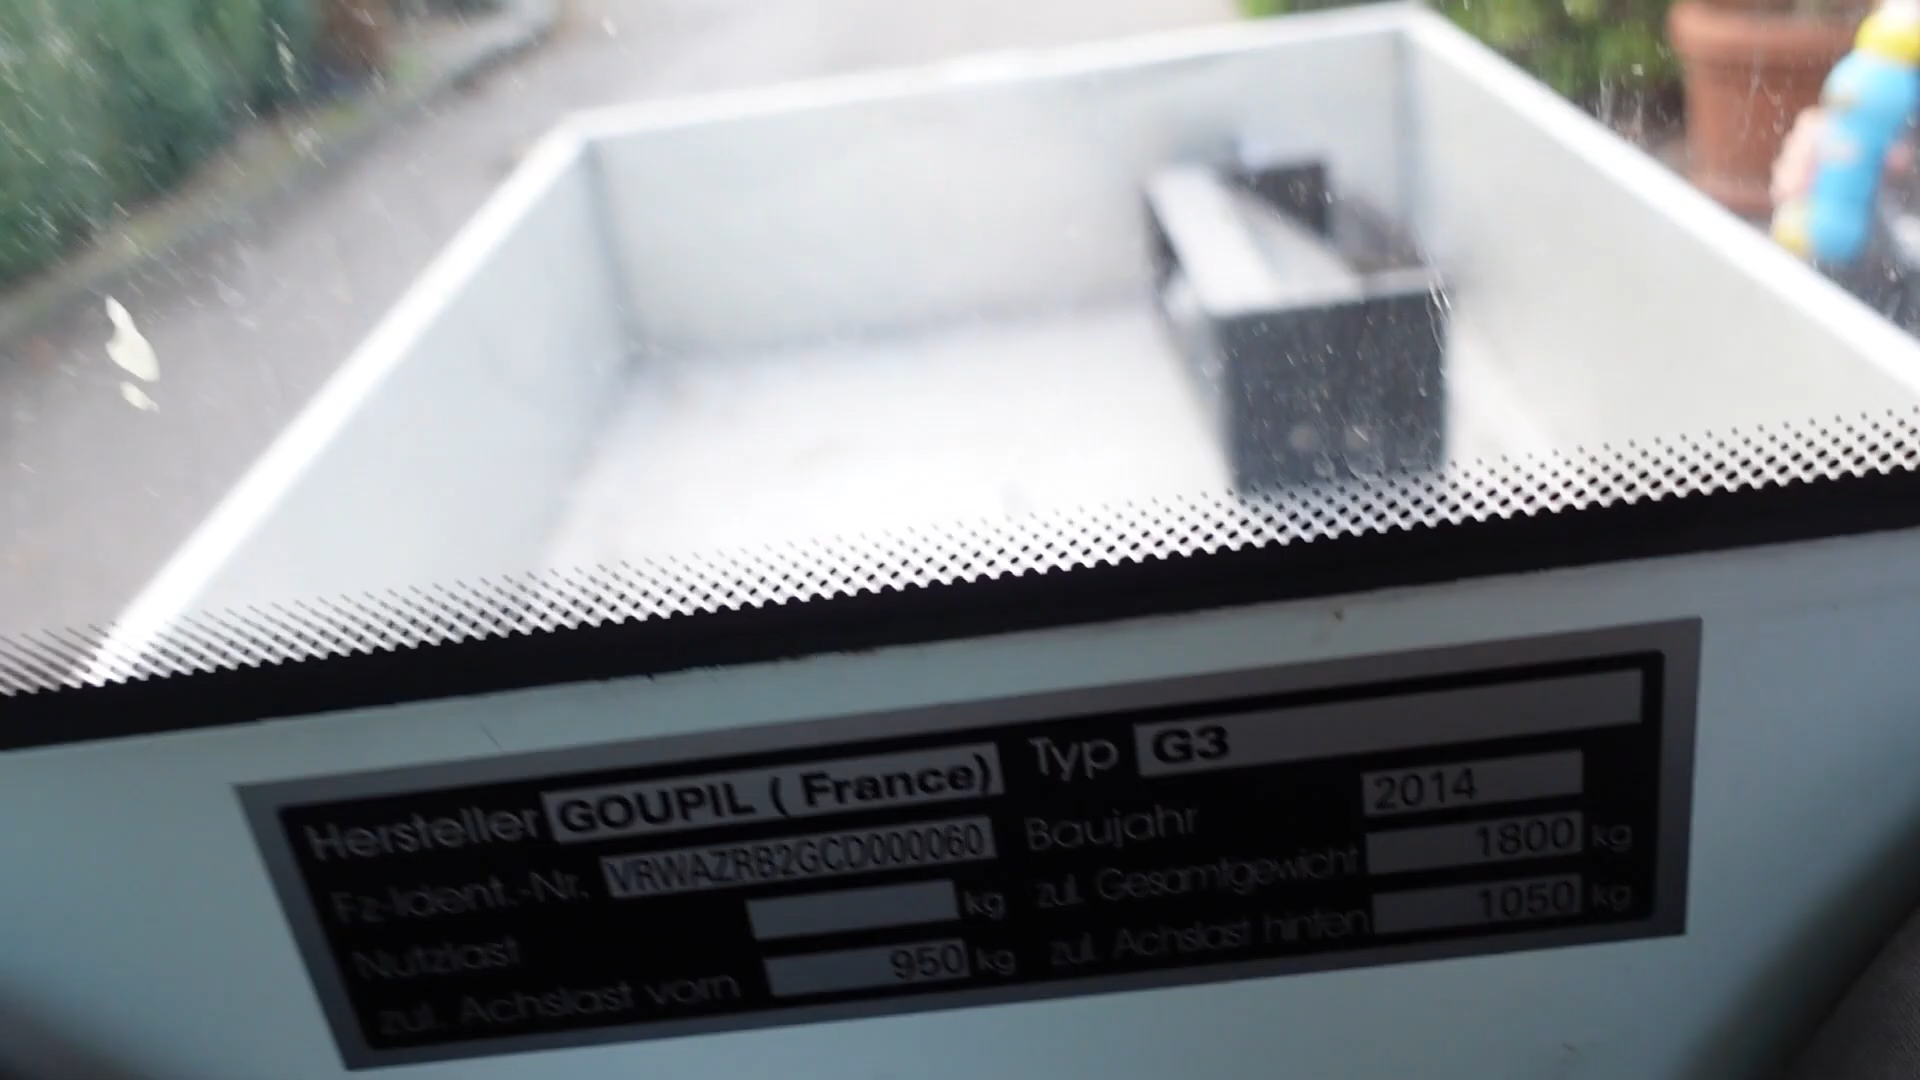 Hersteller GOUPIL ( France) Typ G3
Fz-Ident.-Nr. VRWAZRB2GCD000060 Baujahr 2014
Nutzlast kg zul. Gesamtgewicht 1800 kg
zul. Achslast vorn 950 kg zul. Achslast hinten 1050 kg